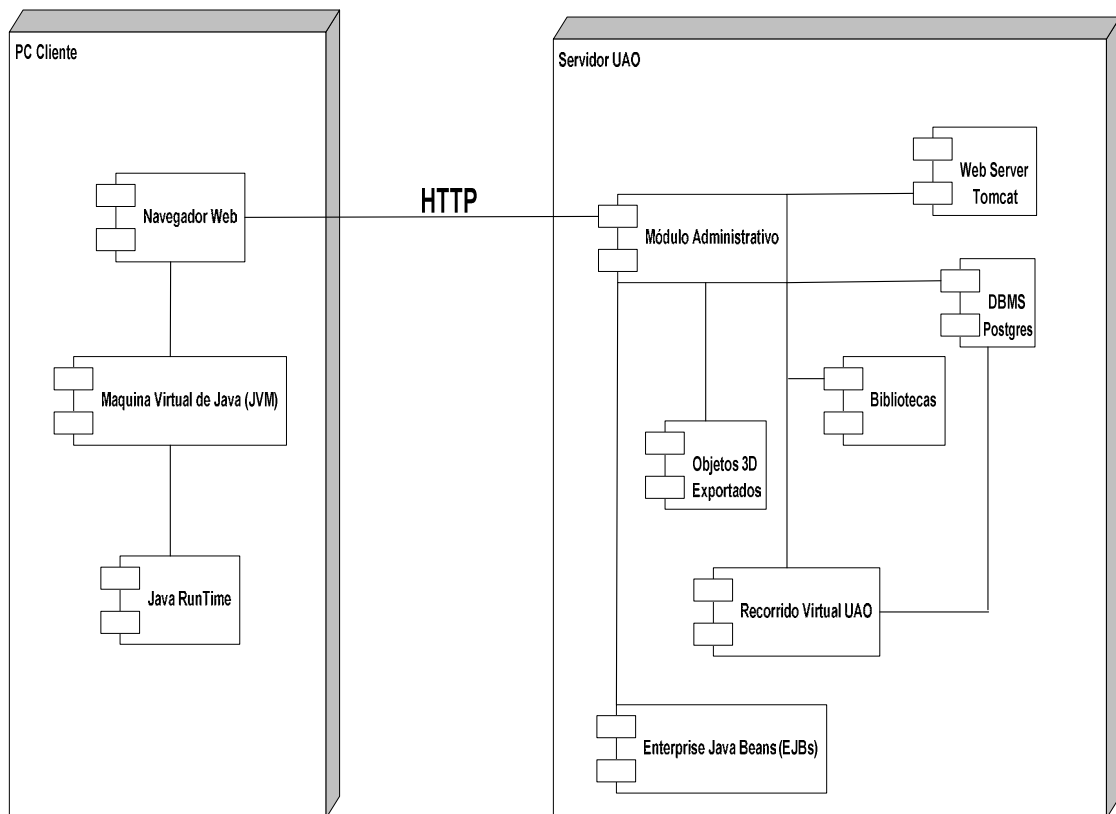 PC Cliente
Navegador Web
Maquina Virtual de Java (JVM)
Java RunTime
HTTP
Servidor UAO
Web Server
Tomcat
Módulo Administrativo
DBMS
Postgres
Bibliotecas
Objetos 3D
Exportados
Recorrido Virtual UAO
Enterprise Java Beans (EJBs)